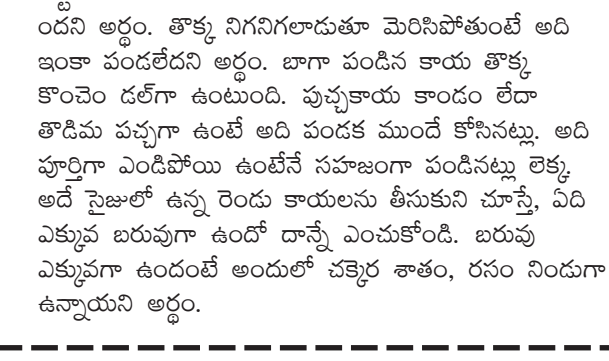 ందని అర్థం. తొక్క నిగనిగలాడుతూ మెరిసిపోతుంటే అది
ఇంకా పండలేదని అర్థం. బాగా పండిన కాయ తొక్క
కొంచెం డల్‌గా ఉంటుంది. పుచ్చకాయ కాండం లేదా
తొడిమ పచ్చగా ఉంటే అది పండక ముందే కోసినట్లు. అది
పూర్తిగా ఎండిపోయి ఉంటేనే సహజంగా పండినట్లు లెక్క.
అదే సైజులో ఉన్న రెండు కాయలను తీసుకుని చూస్తే, ఏది
ఎక్కువ బరువుగా ఉందో దాన్నే ఎంచుకోండి. బరువు
ఎక్కువగా ఉందంటే అందులో చక్కెర శాతం, రసం నిండుగా
ఉన్నాయని అర్థం.